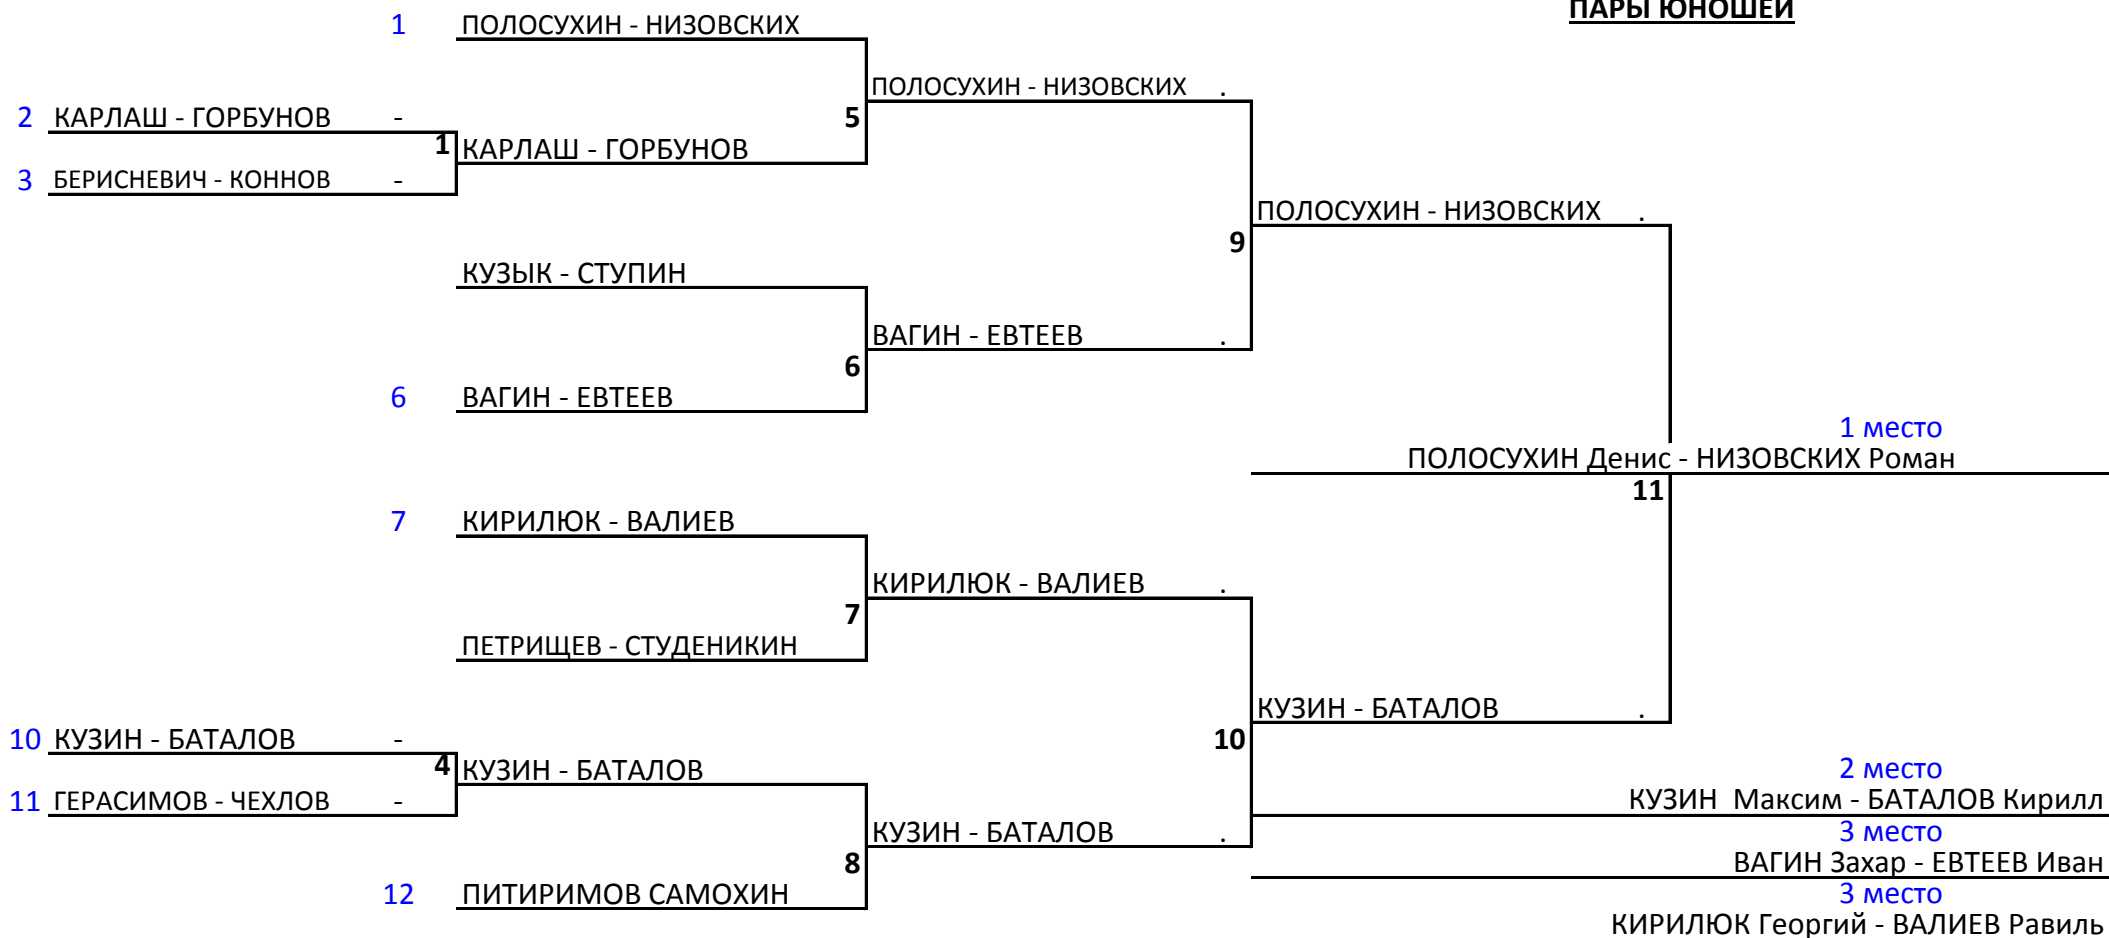 ПАРЫ ЮНОШЕЙ
1 ПОЛОСУХИН - НИЗОВСКИХ
ПОЛОСУХИН - НИЗОВСКИХ .
2 КАРЛАШ - ГОРБУНОВ -
5
1 КАРЛАШ - ГОРБУНОВ
3 БЕРИСНЕВИЧ - КОННОВ -
ПОЛОСУХИН - НИЗОВСКИХ .
9
КУЗЫК - СТУПИН
ВАГИН - ЕВТЕЕВ .
6
6 ВАГИН - ЕВТЕЕВ
1 место
ПОЛОСУХИН Денис - НИЗОВСКИХ Роман
11
7 КИРИЛЮК - ВАЛИЕВ
КИРИЛЮК - ВАЛИЕВ .
7
ПЕТРИЩЕВ - СТУДЕНИКИН
КУЗИН - БАТАЛОВ .
10 КУЗИН - БАТАЛОВ -
10
4 КУЗИН - БАТАЛОВ
2 место
11 ГЕРАСИМОВ - ЧЕХЛОВ -
КУЗИН Максим - БАТАЛОВ Кирилл
КУЗИН - БАТАЛОВ .
3 место
8
ВАГИН Захар - ЕВТЕЕВ Иван
12 ПИТИРИМОВ САМОХИН
3 место
КИРИЛЮК Георгий - ВАЛИЕВ Равиль